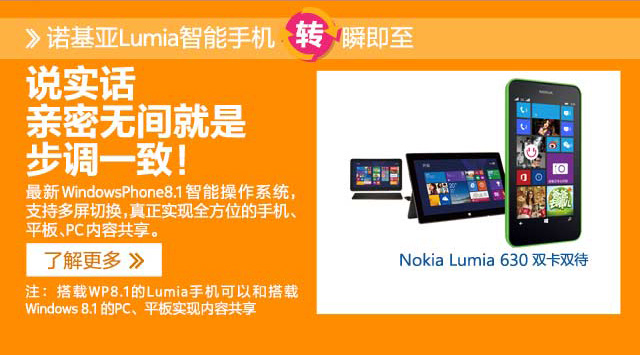 » 诺基亚Lumia智能手机 转 瞬即至
说实话
亲密无间就是
步调一致！
最新WindowsPhone8.1智能操作系统，
支持多屏切换，真正实现全方位的手机、
平板、PC内容共享。
了解更多 »
注：搭载WP8.1的Lumia手机可以和搭载
Windows 8.1的PC、平板实现内容共享
NOKIA
Nokia Lumia 630 双卡双待